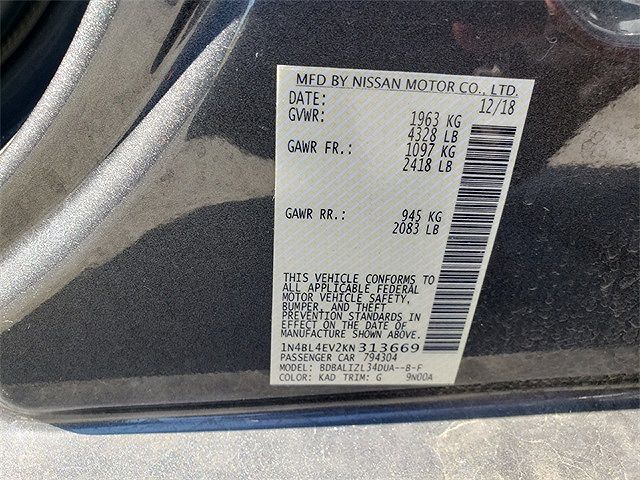 MFD BY NISSAN MOTOR CO., LTD.
DATE: 12/18
GVWR: 1963 KG
4328 LB
GAWR FR.: 1097 KG
2418 LB
GAWR RR.: 945 KG
2083 LB
THIS VEHICLE CONFORMS TO
ALL APPLICABLE FEDERAL
MOTOR VEHICLE SAFETY,
BUMPER, AND THEFT
PREVENTION STANDARDS IN
EFFECT ON THE DATE OF
MANUFACTURE SHOWN ABOVE.
1N4BL4EV2KN313669
PASSENGER CAR 794304
MODEL: BDBALIZL34DUA--B-F
COLOR: KAD TRIM: G 9N00A